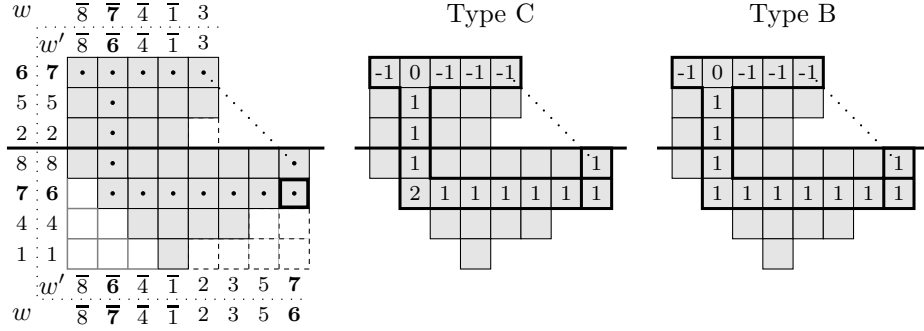 w 8̅ 7̅ 4̅ 1̅ 3 Type C Type B
w′ 8̅ 6̅ 4̅ 1̅ 3
6 7 -1 0 -1 -1 -1 -1 0 -1 -1 -1
5 5 1 1
2 2 1 1
8 8 1 1 1 1
7 6 2 1 1 1 1 1 1 1 1 1 1 1 1 1
4 4
1 1
w′ 8̅ 6̅ 4̅ 1̅ 2 3 5 7
w 8̅ 7̅ 4̅ 1̅ 2 3 5 6